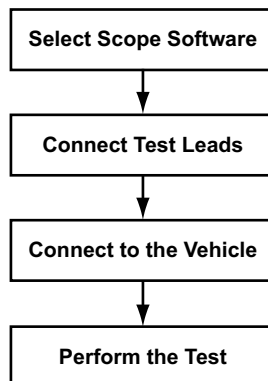 Select Scope Software
Connect Test Leads
Connect to the Vehicle
Perform the Test